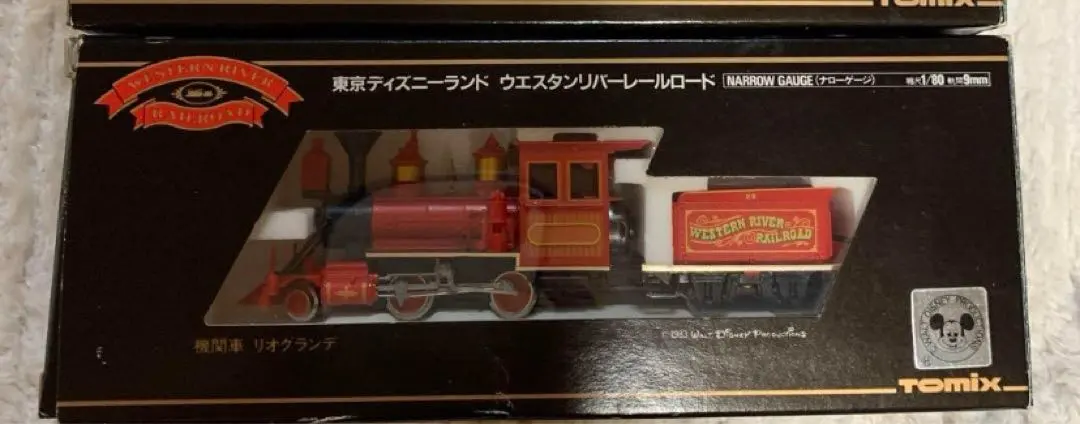 TOMIX
WESTERN RIVER
RAILROAD
東京ディズニーランド ウエスタンリバーレールロード NARROW GAUGE(ナローゲージ) 縮尺1/80 軌間9mm
WESTERN RIVER
RAILROAD
機関車 リオグランデ
© 1983 WALT DISNEY PRODUCTIONS
WALT DISNEY PRODUCTIONS
TOMIX